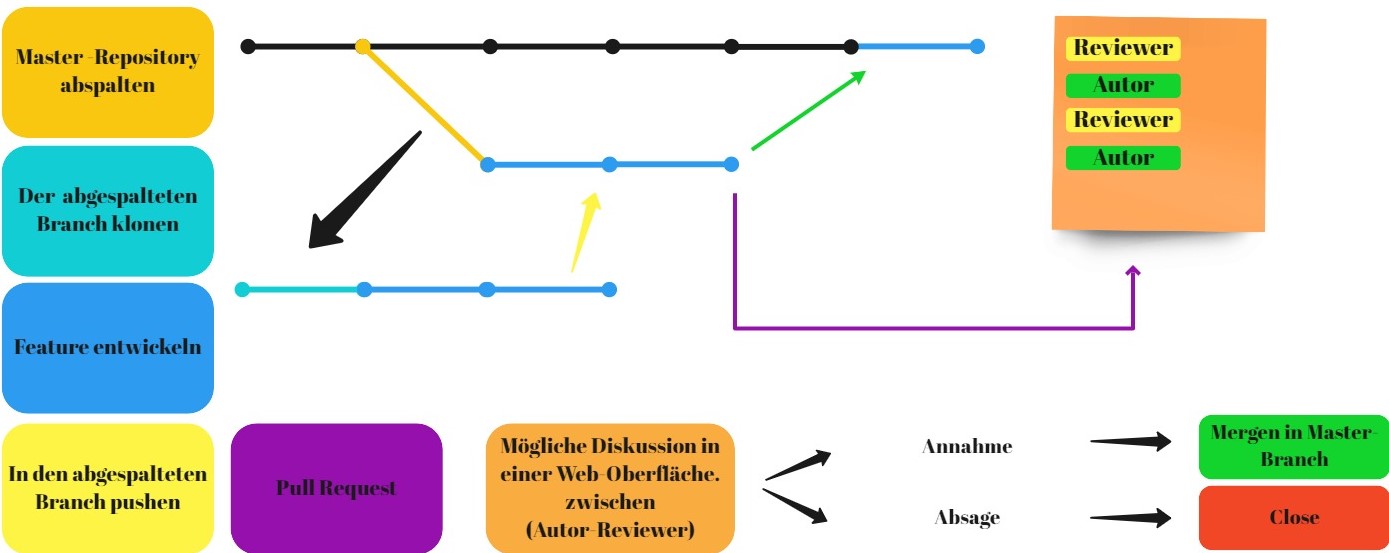 Master -Repository
abspalten
Der abgespalteten
Branch klonen
Feature entwickeln
In den abgespalteten
Branch pushen
Pull Request
Mögliche Diskussion in
einer Web-Oberfläche.
zwischen
(Autor-Reviewer)
Annahme
Absage
Mergen in Master-
Branch
Close
Reviewer
Autor
Reviewer
Autor